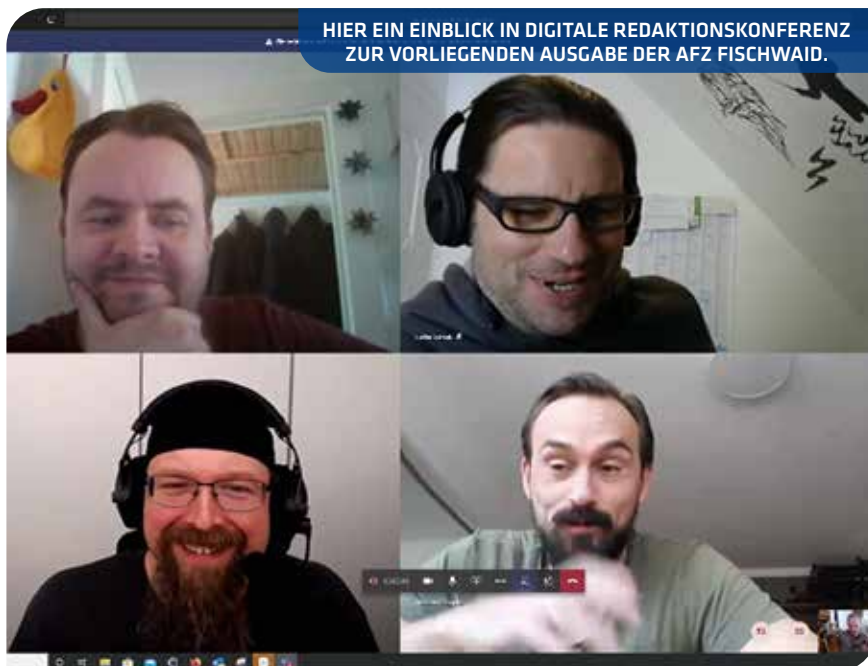 HIER EIN EINBLICK IN DIGITALE REDAKTIONSKONFERENZ
ZUR VORLIEGENDEN AUSGABE DER AFZ FISCHWAID.